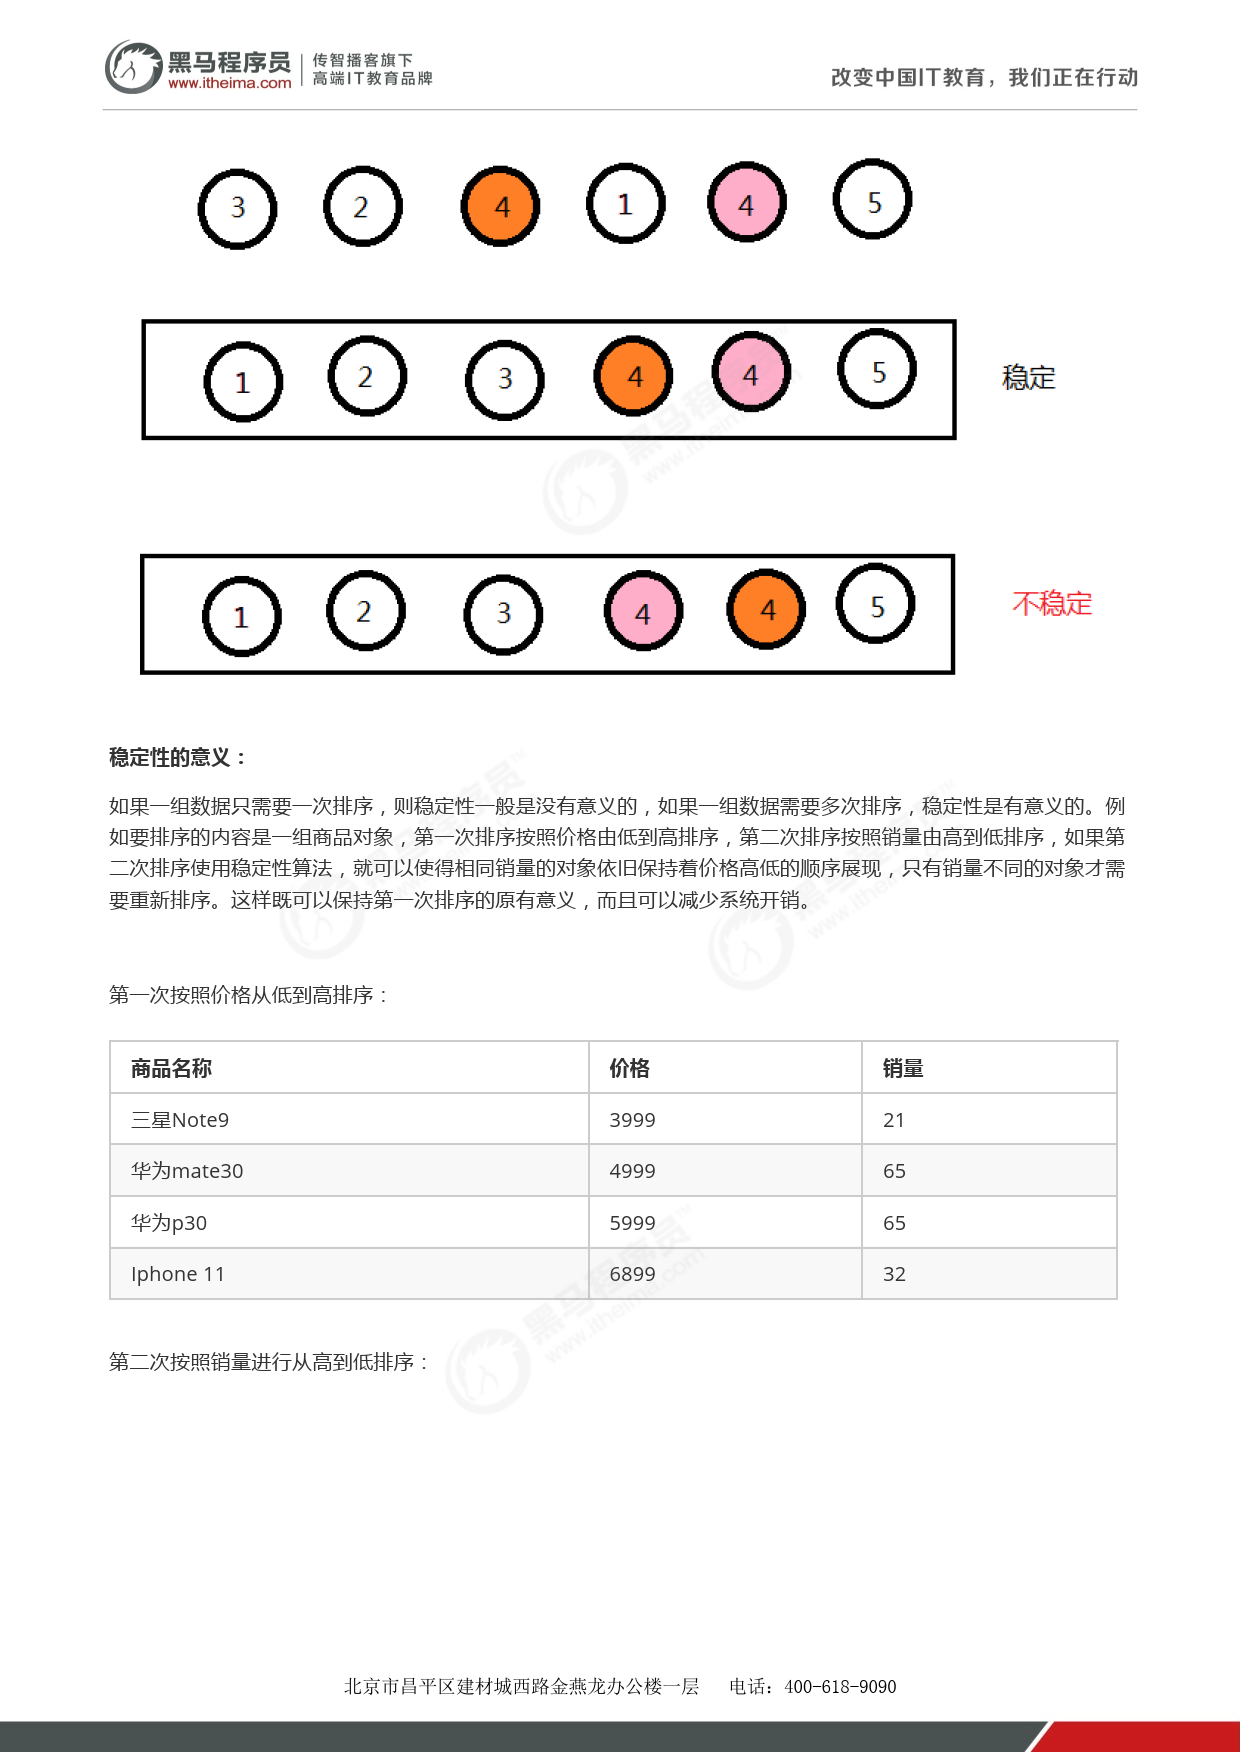 黑马程序员 传智播客旗下
www.itheima.com 高端IT教育品牌
改变中国IT教育，我们正在行动
3 2 4 1 4 5
1 2 3 4 4 5 稳定
1 2 3 4 4 5 不稳定
稳定性的意义：
如果一组数据只需要一次排序，则稳定性一般是没有意义的，如果一组数据需要多次排序，稳定性是有意义的。例
如要排序的内容是一组商品对象，第一次排序按照价格由低到高排序，第二次排序按照销量由高到低排序，如果第
二次排序使用稳定性算法，就可以使得相同销量的对象依旧保持着价格高低的顺序展现，只有销量不同的对象才需
要重新排序。这样既可以保持第一次排序的原有意义，而且可以减少系统开销。
第一次按照价格从低到高排序：
商品名称 价格 销量
三星Note9 3999 21
华为mate30 4999 65
华为p30 5999 65
Iphone 11 6899 32
第二次按照销量进行从高到低排序：
北京市昌平区建材城西路金燕龙办公楼一层 电话：400-618-9090